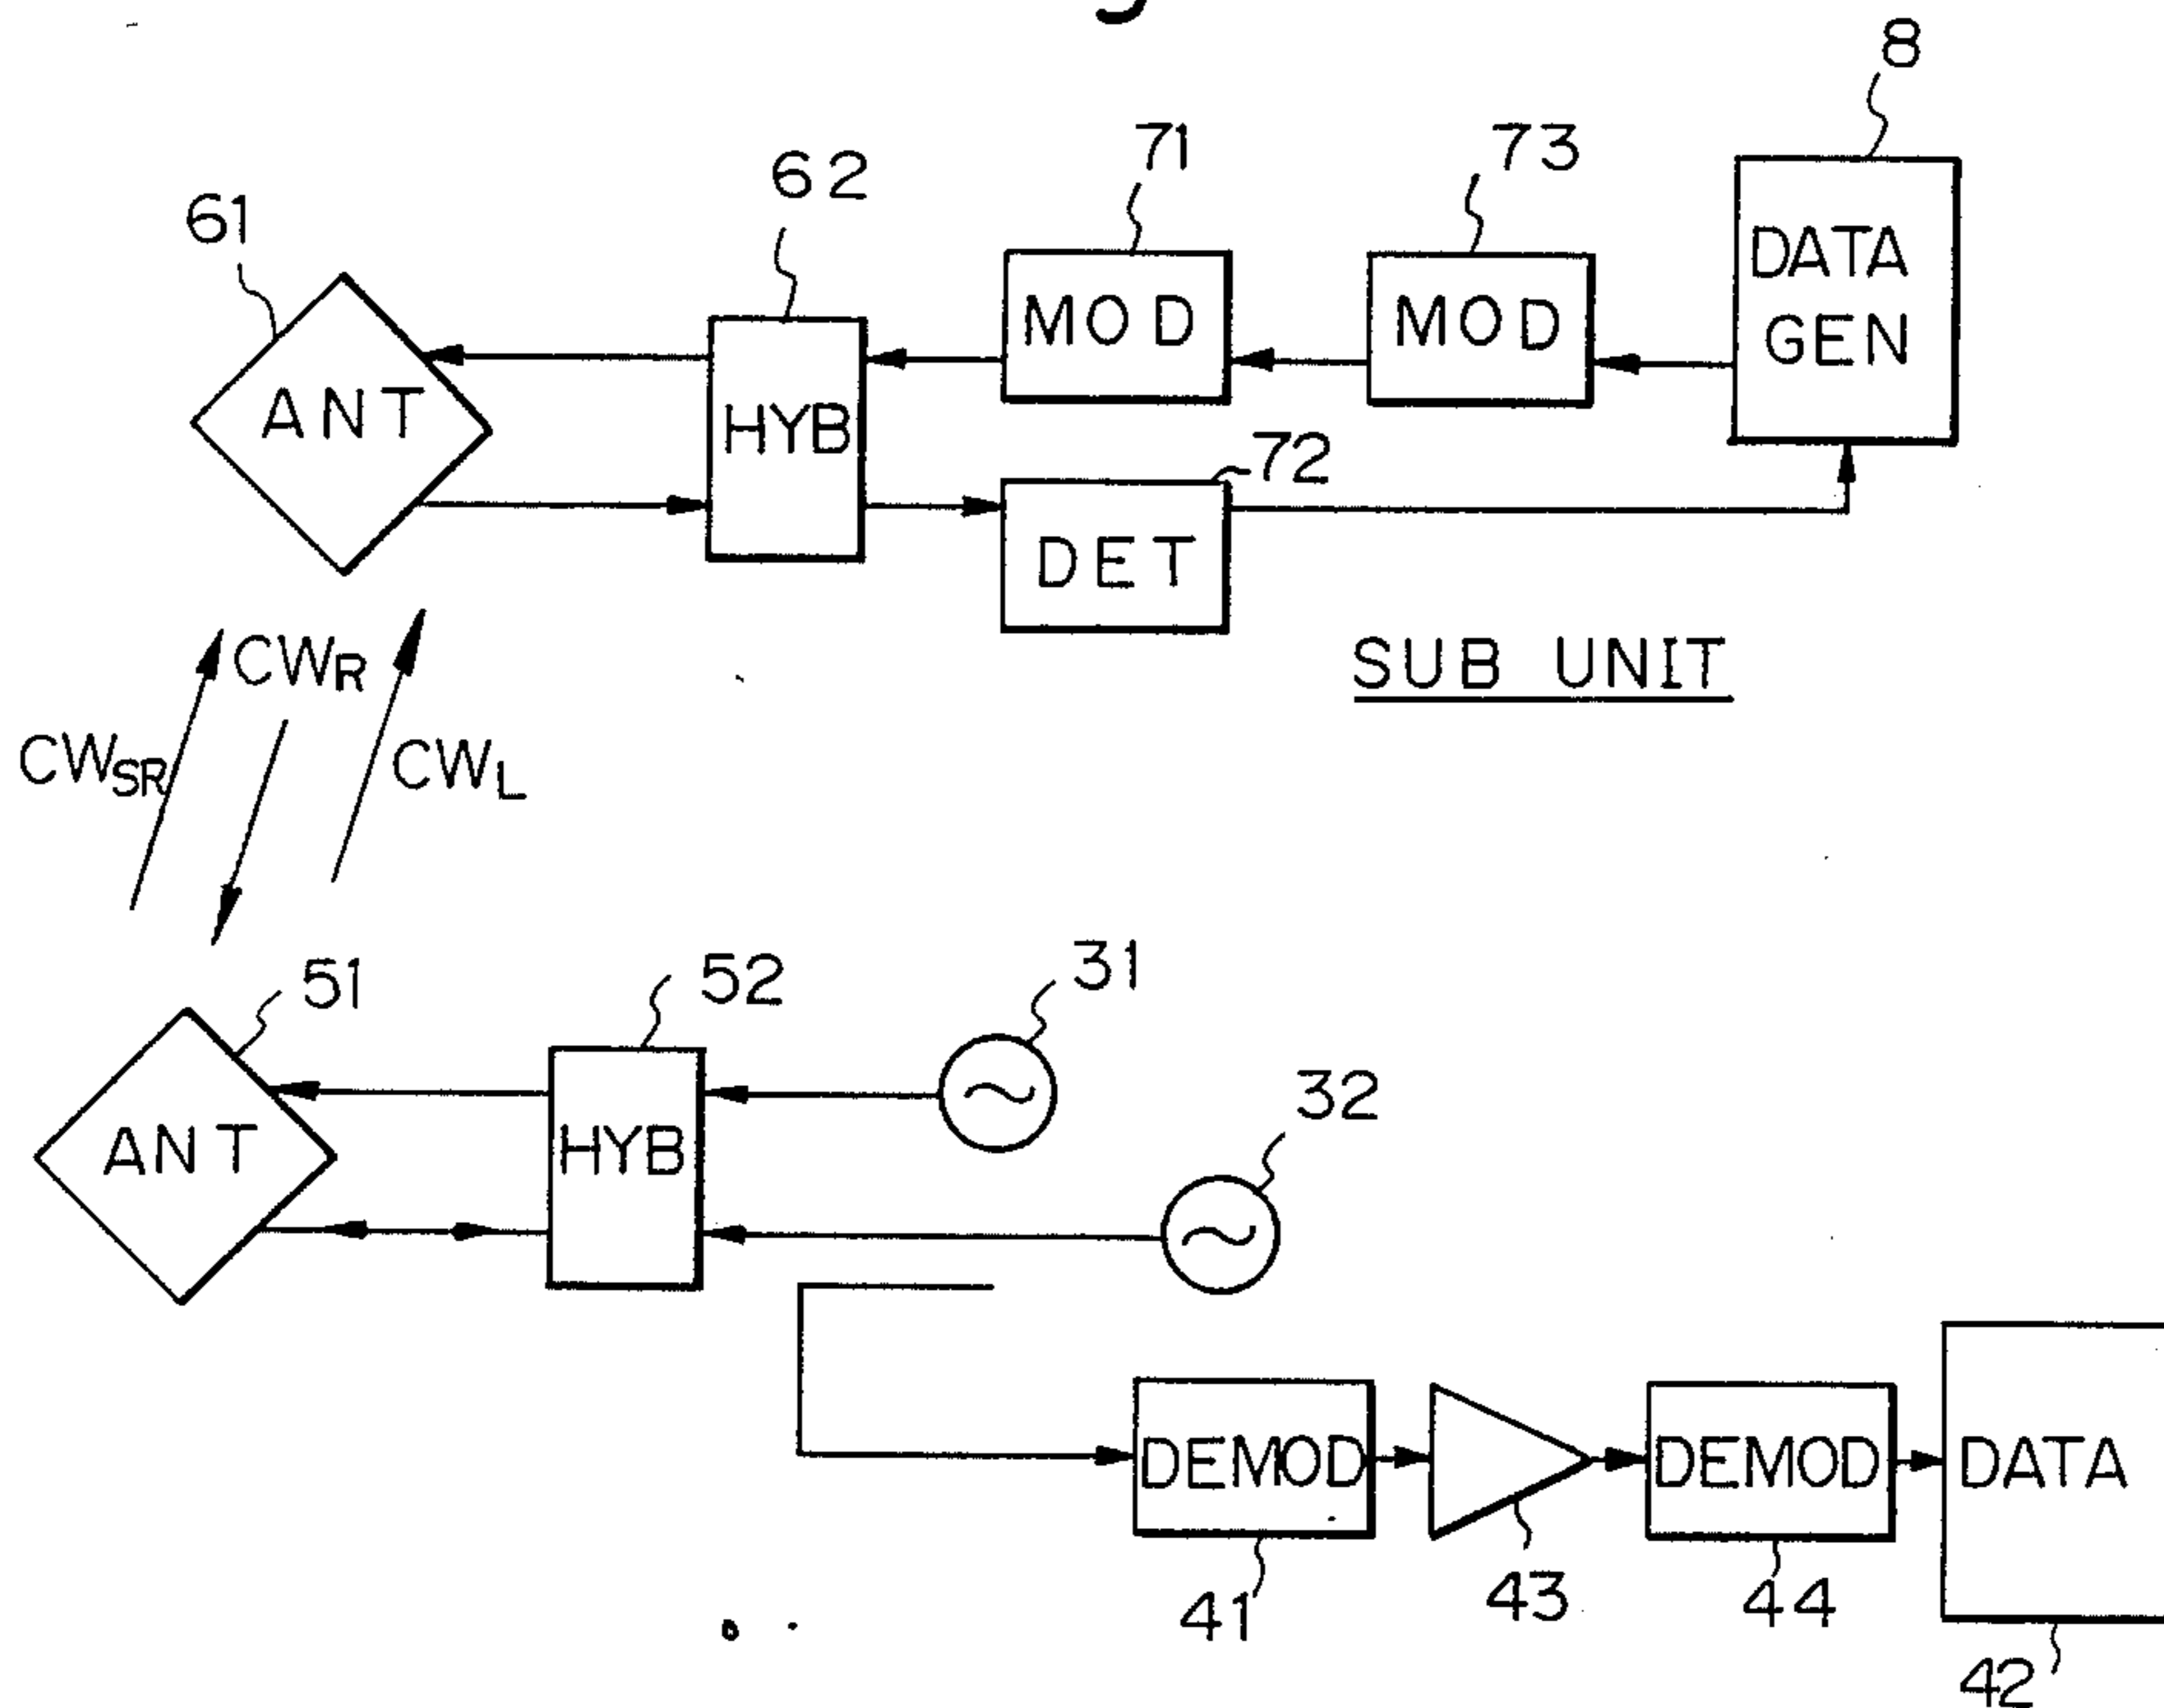 8
71
73
62
61
DATA
GEN
MOD
MOD
ANT
HYB
72
DET
SUB UNIT
CWR
CWSR
CWL
51
52
31
32
ANT
HYB
DEMOD
DEMOD
DATA
41
43
44
42